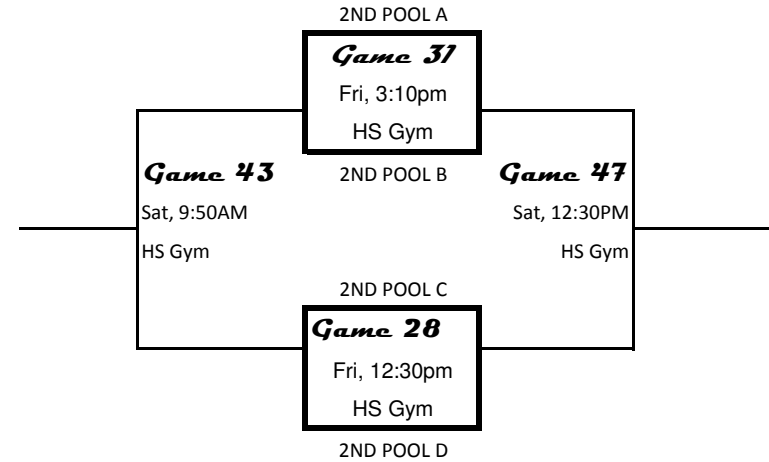 2ND POOL A
Game 31
Fri, 3:10pm
HS Gym
2ND POOL B
Game 43
Sat, 9:50AM
HS Gym
Game 47
Sat, 12:30PM
HS Gym
2ND POOL C
Game 28
Fri, 12:30pm
HS Gym
2ND POOL D